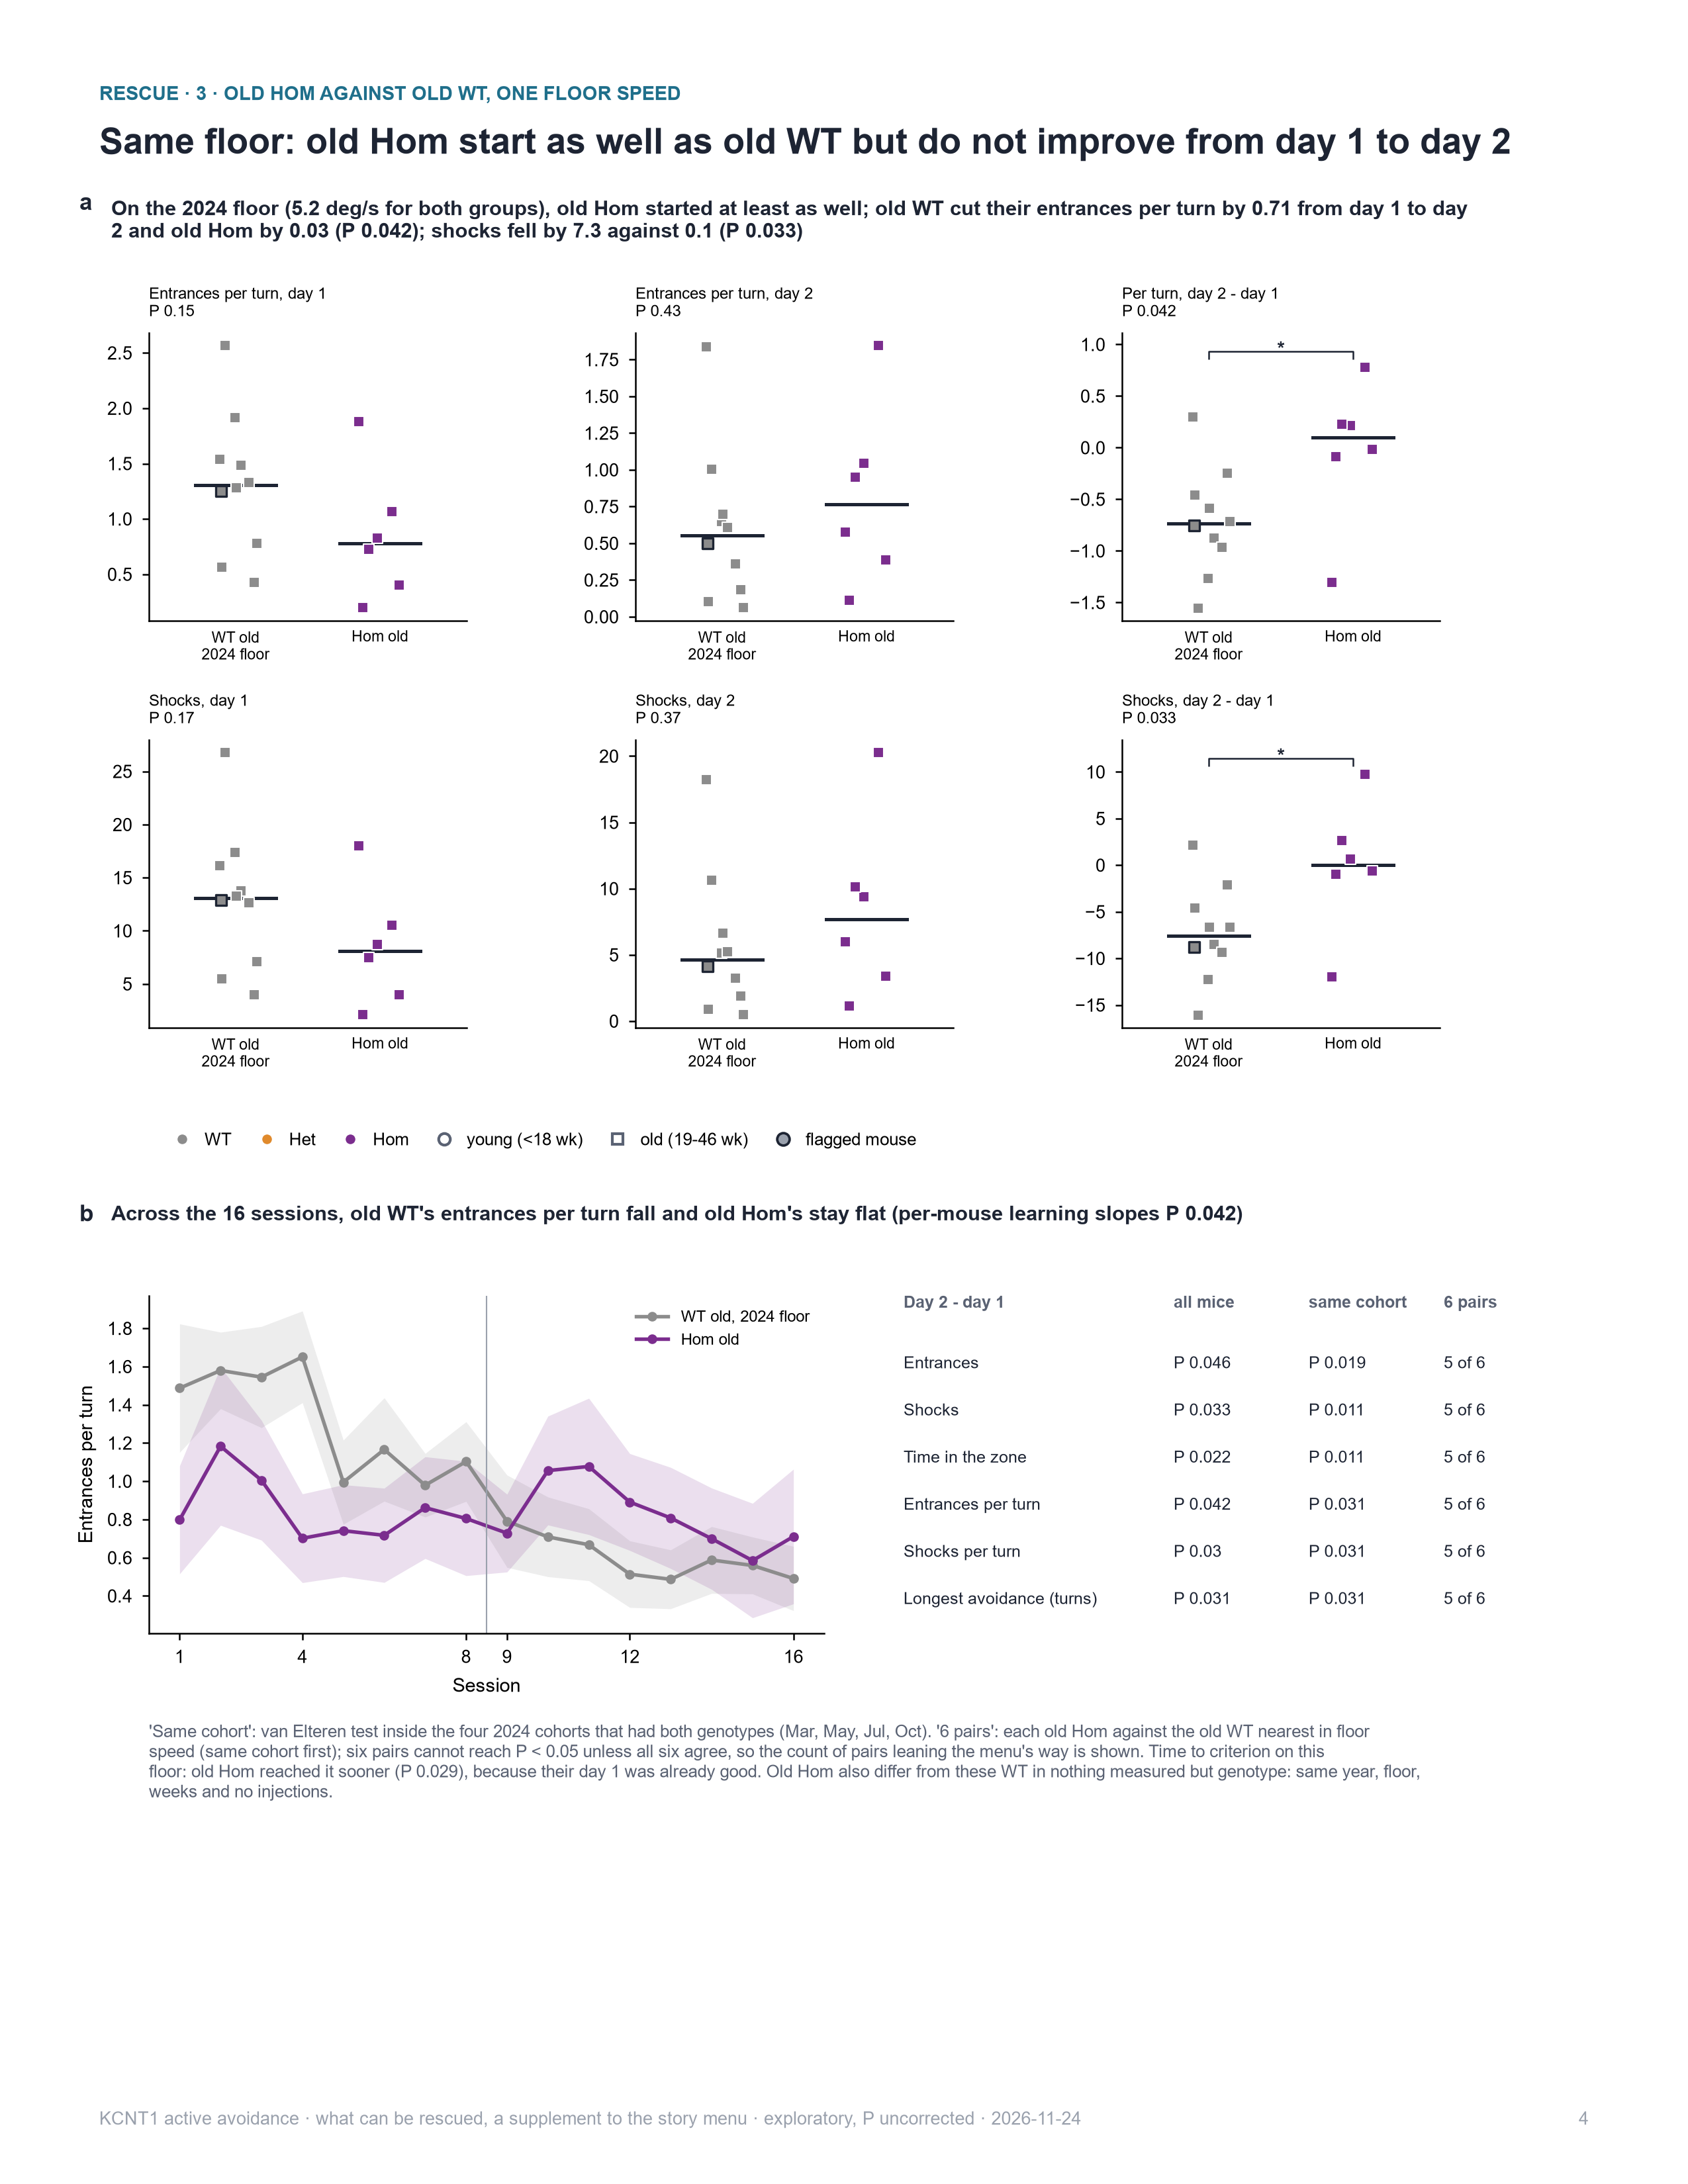 RESCUE · 3 · OLD HOM AGAINST OLD WT, ONE FLOOR SPEED
Same floor: old Hom start as well as old WT but do not improve from day 1 to day 2
a
On the 2024 floor (5.2 deg/s for both groups), old Hom started at least as well; old WT cut their entrances per turn by 0.71 from day 1 to day
2 and old Hom by 0.03 (P 0.042); shocks fell by 7.3 against 0.1 (P 0.033)
Entrances per turn, day 1
P 0.15
2.5
2.0
1.5
1.0
0.5
WT old
2024 floor
Hom old
Entrances per turn, day 2
P 0.43
1.75
1.50
1.25
1.00
0.75
0.50
0.25
0.00
WT old
2024 floor
Hom old
Per turn, day 2 - day 1
P 0.042
*
1.0
0.5
0.0
−0.5
−1.0
−1.5
WT old
2024 floor
Hom old
Shocks, day 1
P 0.17
25
20
15
10
5
WT old
2024 floor
Hom old
Shocks, day 2
P 0.37
20
15
10
5
0
WT old
2024 floor
Hom old
Shocks, day 2 - day 1
P 0.033
*
10
5
0
−5
−10
−15
WT old
2024 floor
Hom old
WT Het Hom young (<18 wk) old (19-46 wk) flagged mouse
b
Across the 16 sessions, old WT's entrances per turn fall and old Hom's stay flat (per-mouse learning slopes P 0.042)
Entrances per turn
1.8
1.6
1.4
1.2
1.0
0.8
0.6
0.4
1 4 8 9 12 16
Session
WT old, 2024 floor
Hom old
Day 2 - day 1 all mice same cohort 6 pairs
Entrances P 0.046 P 0.019 5 of 6
Shocks P 0.033 P 0.011 5 of 6
Time in the zone P 0.022 P 0.011 5 of 6
Entrances per turn P 0.042 P 0.031 5 of 6
Shocks per turn P 0.03 P 0.031 5 of 6
Longest avoidance (turns) P 0.031 P 0.031 5 of 6
'Same cohort': van Elteren test inside the four 2024 cohorts that had both genotypes (Mar, May, Jul, Oct). '6 pairs': each old Hom against the old WT nearest in floor
speed (same cohort first); six pairs cannot reach P < 0.05 unless all six agree, so the count of pairs leaning the menu's way is shown. Time to criterion on this
floor: old Hom reached it sooner (P 0.029), because their day 1 was already good. Old Hom also differ from these WT in nothing measured but genotype: same year, floor,
weeks and no injections.
KCNT1 active avoidance · what can be rescued, a supplement to the story menu · exploratory, P uncorrected · 2026-11-24
4